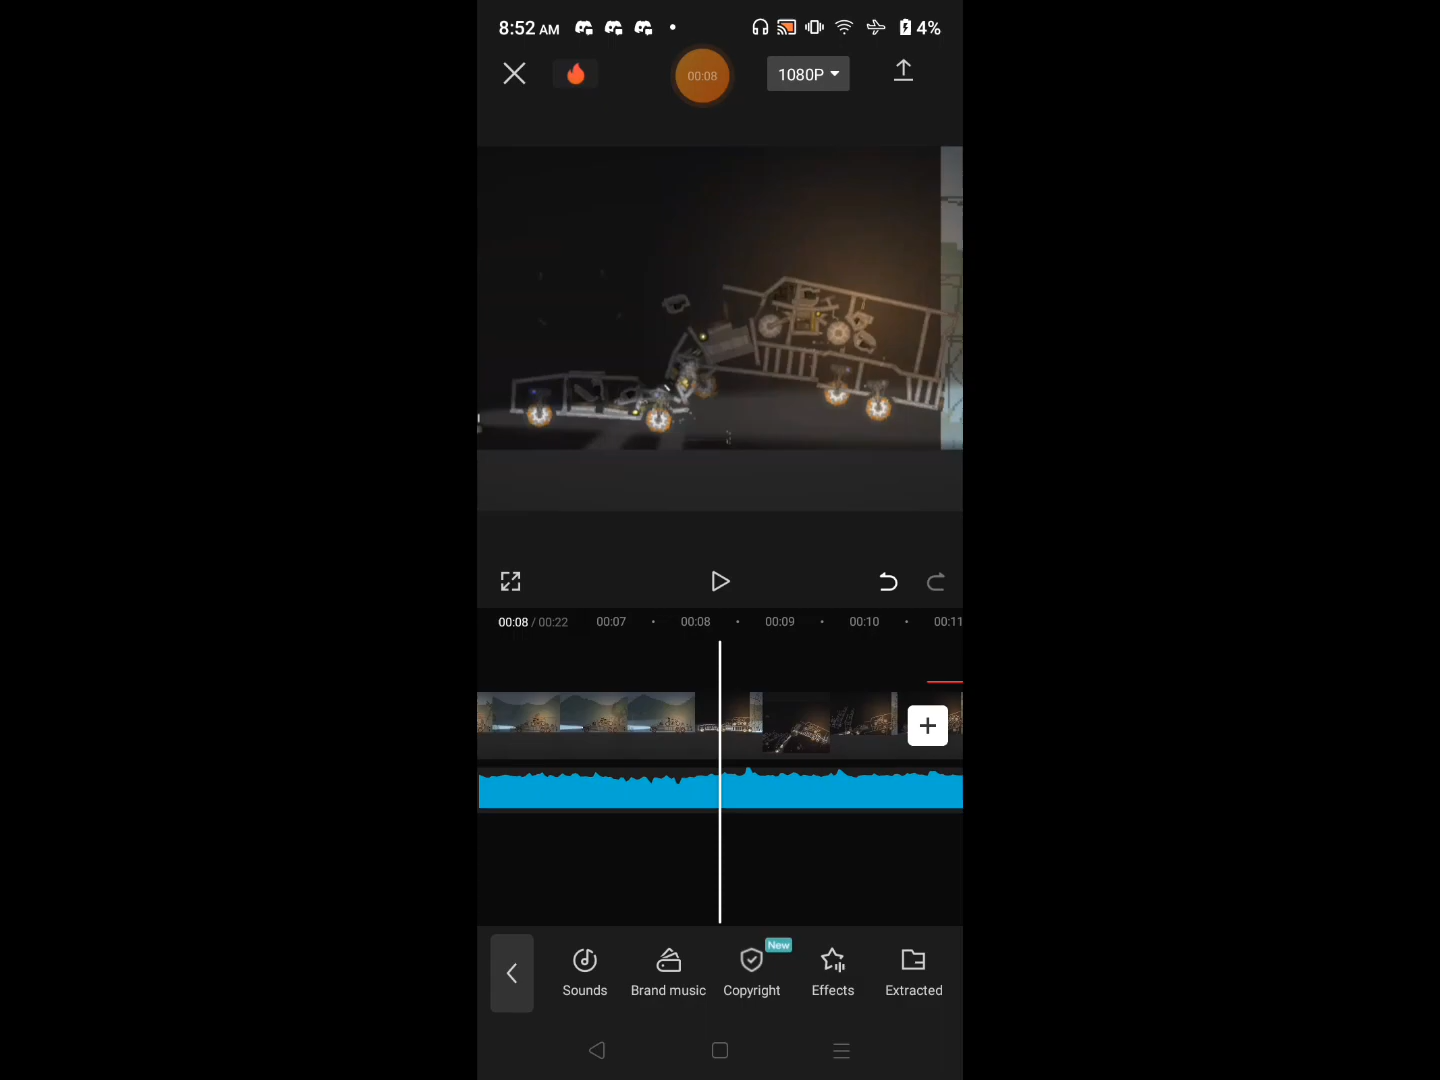 8:52 AM 4%
00:08 1080P
00:08 / 00:22 00:07 00:08 00:09 00:10 00:11
New
Sounds Brand music Copyright Effects Extracted